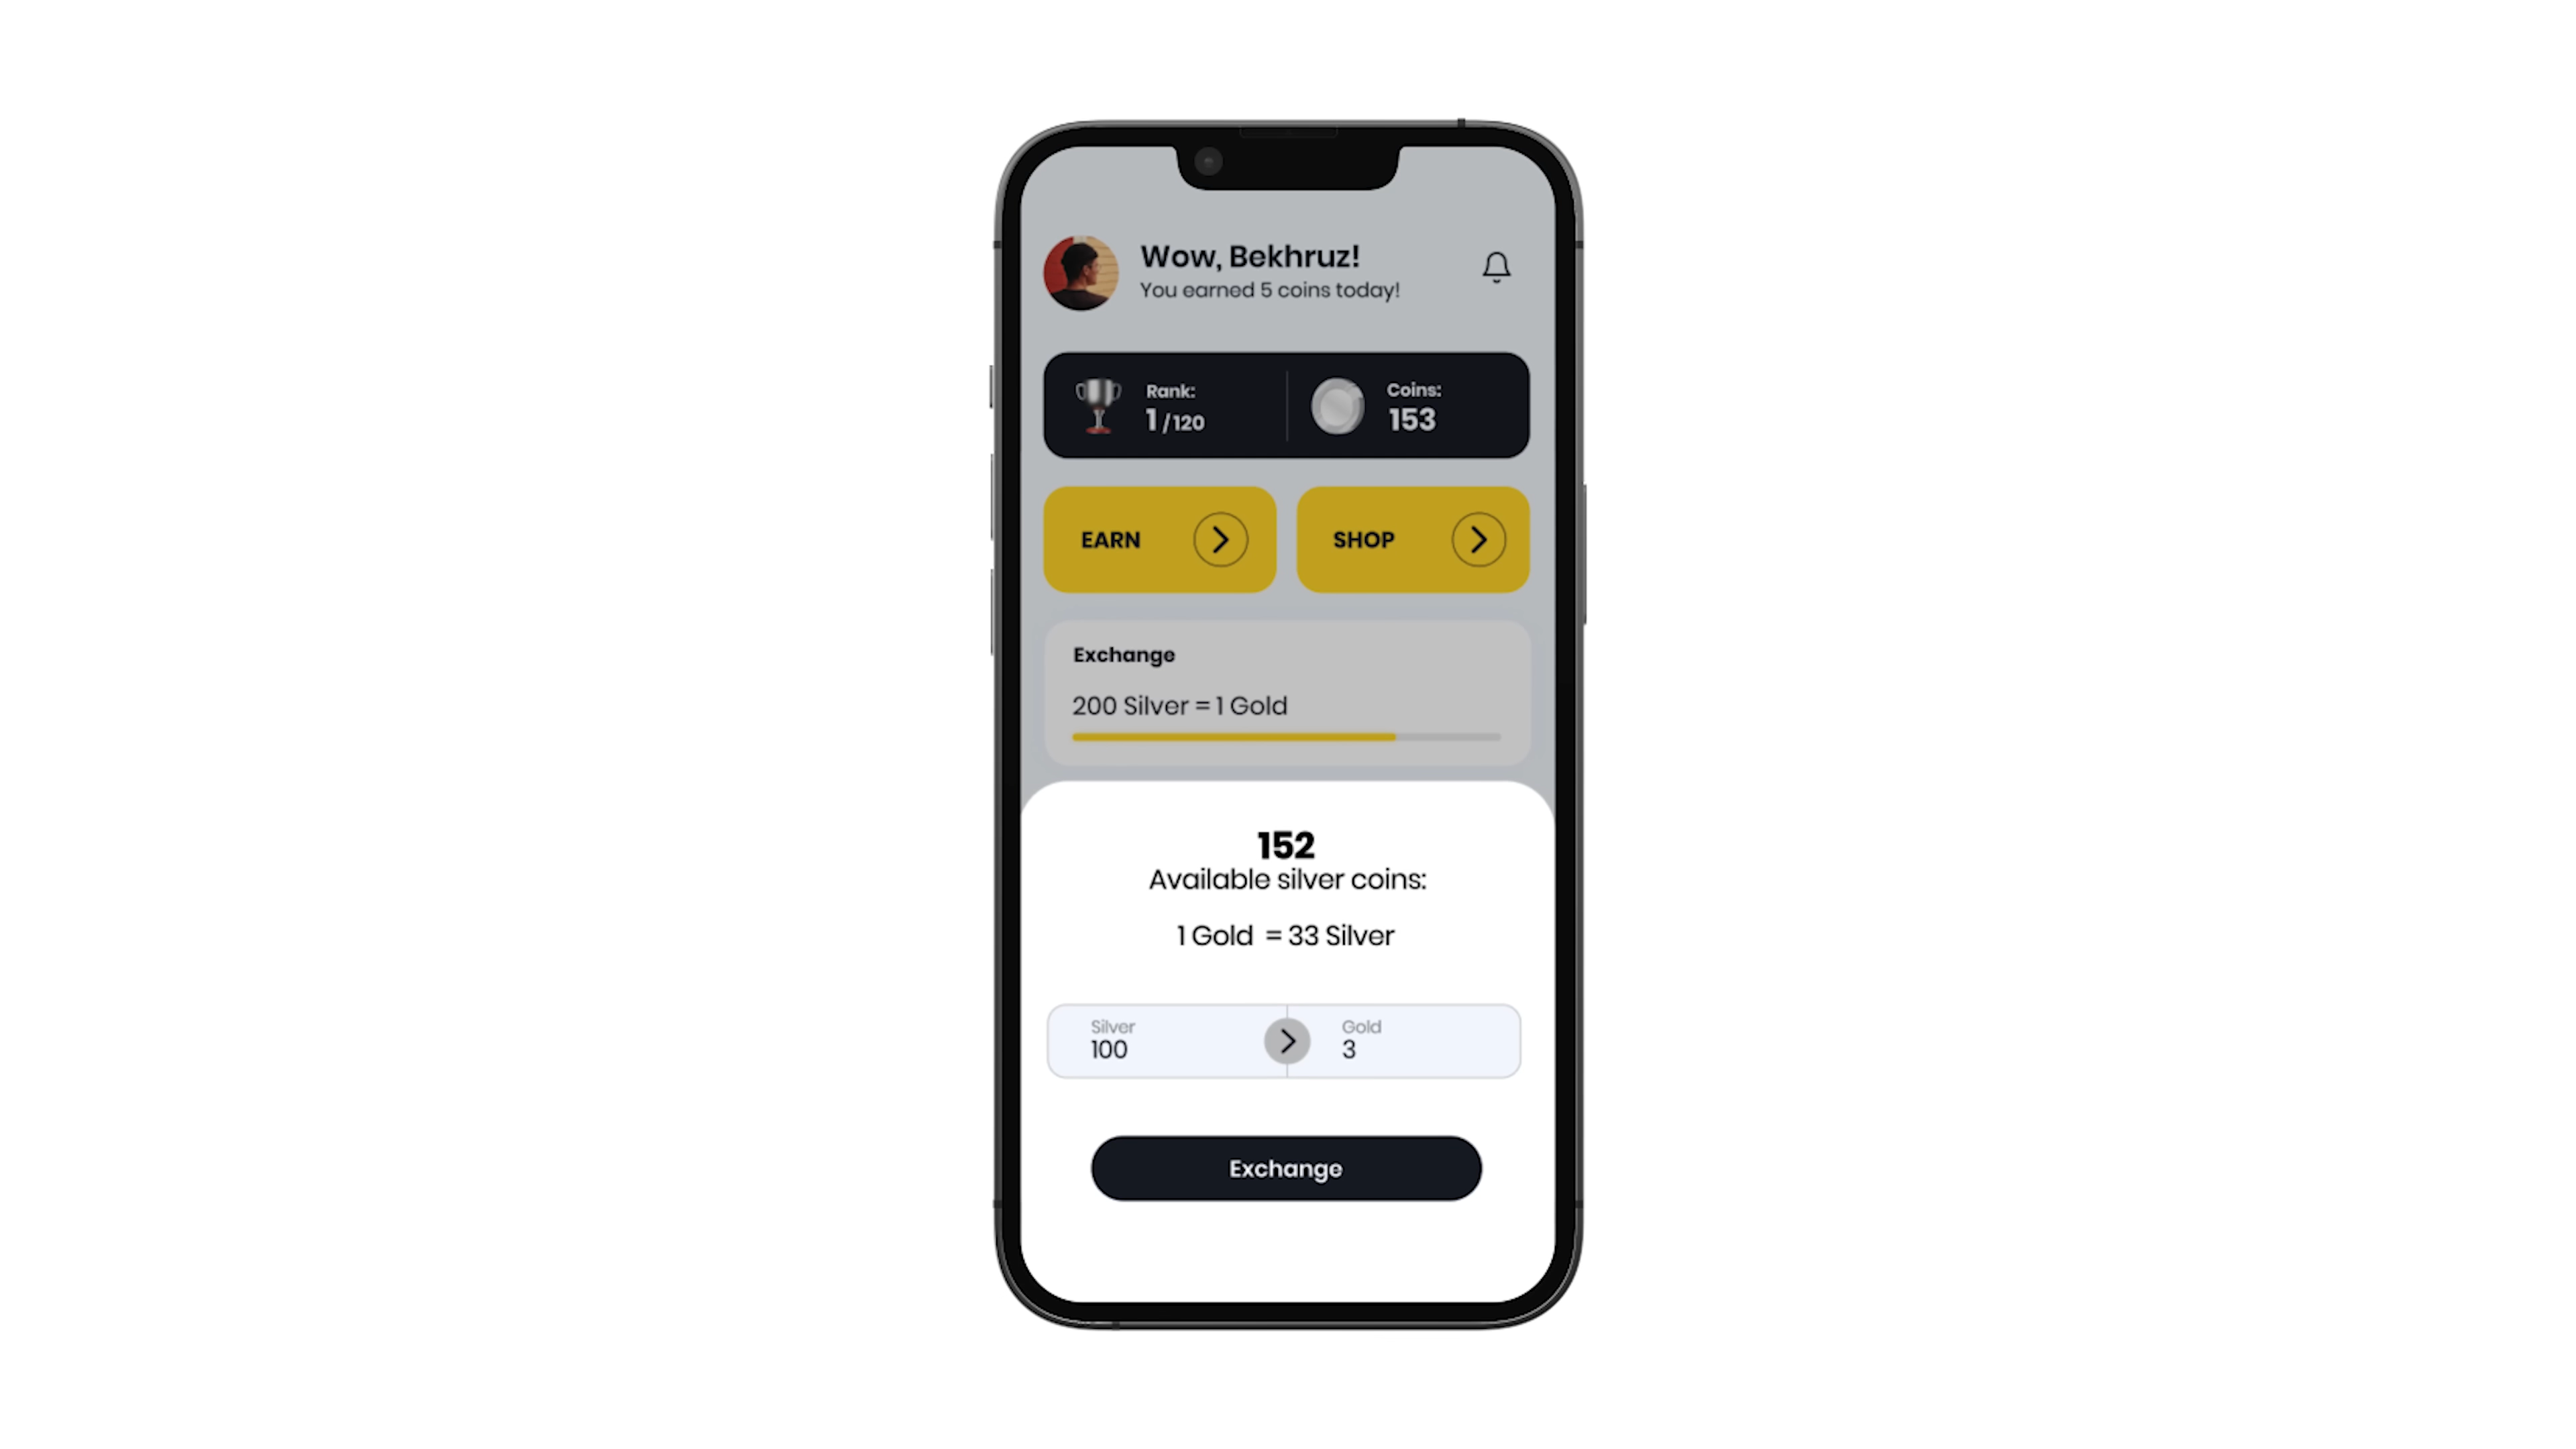 Wow, Bekhruz!
You earned 5 coins today!
Rank:
1 /120
Coins:
153
EARN
SHOP
Exchange
200 Silver = 1 Gold
152
Available silver coins:
1 Gold = 33 Silver
Silver
100
Gold
3
Exchange